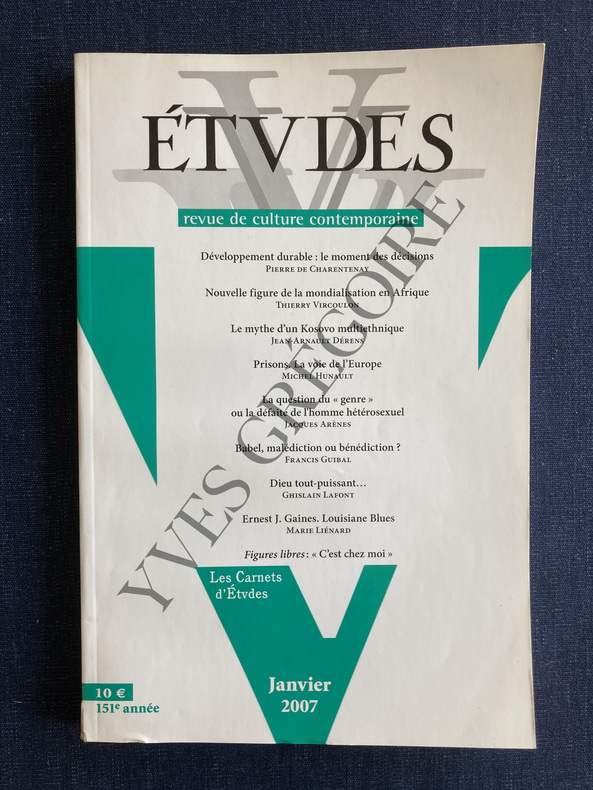 ÉTVDES
revue de culture contemporaine
Développement durable : le moment des décisions
PIERRE DE CHARENTENAY
Nouvelle figure de la mondialisation en Afrique
THIERRY VIRCOULON
Le mythe d'un Kosovo multiethnique
JEAN-ARNAULT DÉRENS
Prisons. La voie de l'Europe
MICHEL HUNAULT
La question du « genre »
ou la défaite de l'homme hétérosexuel
JACQUES ARÈNES
Babel, malédiction ou bénédiction ?
FRANCIS GUIBAL
Dieu tout-puissant…
GHISLAIN LAFONT
Ernest J. Gaines. Louisiane Blues
MARIE LIÉNARD
Figures libres : « C'est chez moi »
Les Carnets
d'Étvdes
Janvier
2007
10 €
151e année
YVES GRÉGOIRE